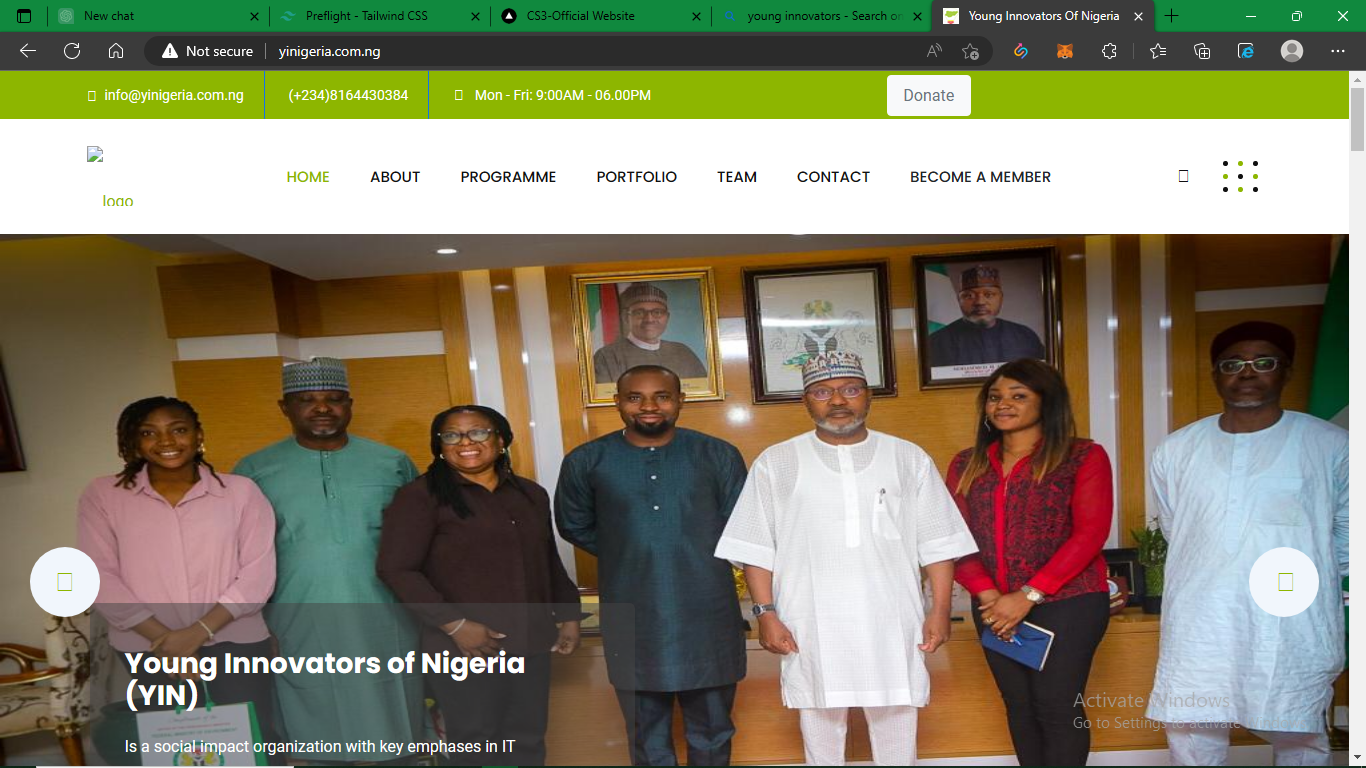 New chat
Preflight - Tailwind CSS
CS3-Official Website
young innovators - Search on
Young Innovators Of Nigeria
Not secure
yinigeria.com.ng
info@yinigeria.com.ng
(+234)8164430384
Mon - Fri: 9:00AM - 06.00PM
Donate
logo
HOME
ABOUT
PROGRAMME
PORTFOLIO
TEAM
CONTACT
BECOME A MEMBER
Young Innovators of Nigeria
(YIN)
Is a social impact organization with key emphases in IT
Activate Windows
Go to Settings to activate Windows.